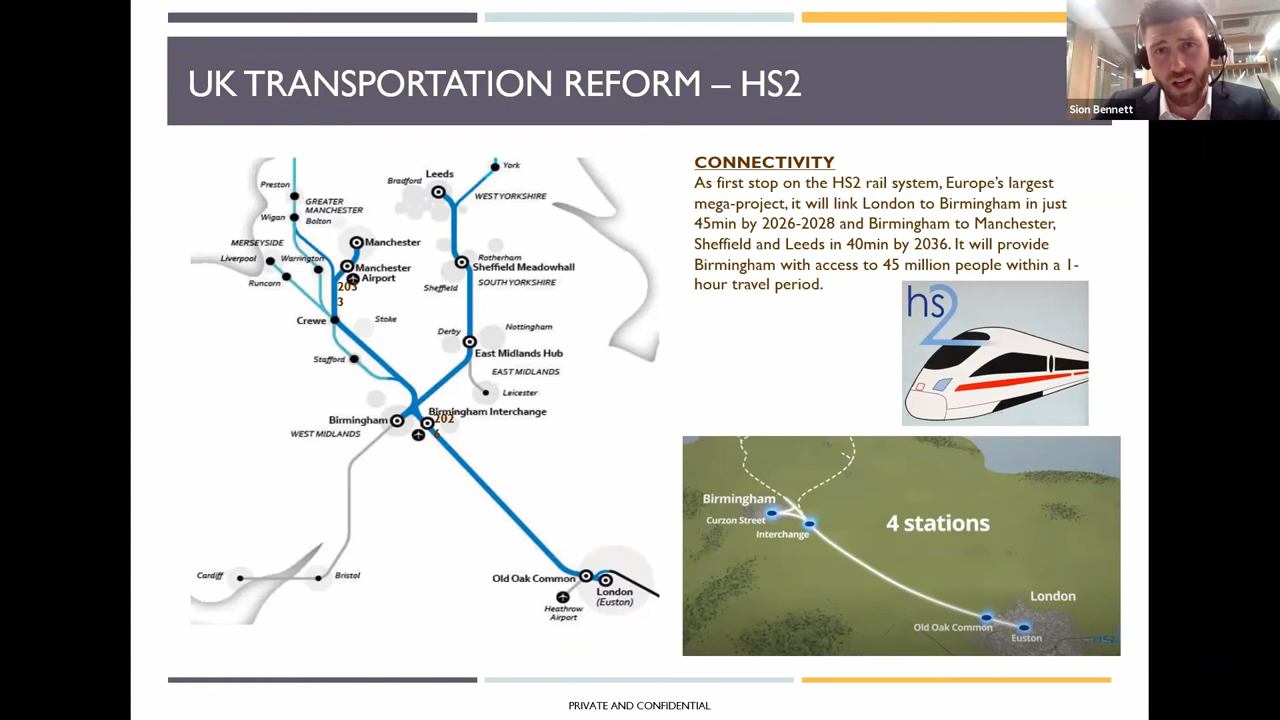 UK TRANSPORTATION REFORM – HS2
Sion Bennett
CONNECTIVITY
As first stop on the HS2 rail system, Europe's largest
mega-project, it will link London to Birmingham in just
45min by 2026-2028 and Birmingham to Manchester,
Sheffield and Leeds in 40min by 2036. It will provide
Birmingham with access to 45 million people within a 1-
hour travel period.
York
Leeds
Bradford
WEST YORKSHIRE
Preston
GREATER
MANCHESTER
Wigan
Bolton
MERSEYSIDE
Manchester
Liverpool
Warrington
Manchester
Airport
Runcorn
203
3
Rotherham
Sheffield Meadowhall
SOUTH YORKSHIRE
Sheffield
Crewe
Stoke
Derby
Nottingham
East Midlands Hub
Stafford
EAST MIDLANDS
Leicester
Birmingham
Birmingham Interchange
202
6
WEST MIDLANDS
Cardiff
Bristol
Old Oak Common
London
(Euston)
Heathrow
Airport
hs2
Birmingham
Curzon Street
Interchange
4 stations
London
Old Oak Common
Euston
HS2
PRIVATE AND CONFIDENTIAL